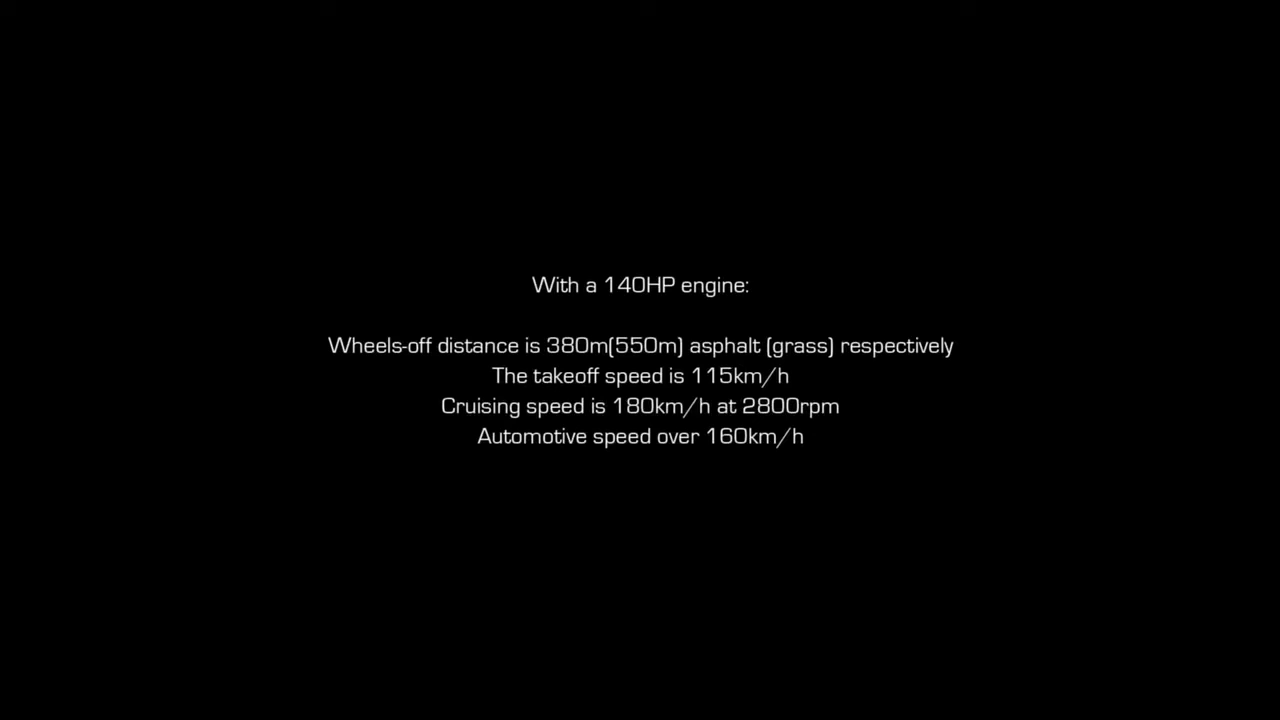 With a 140HP engine:
Wheels-off distance is 380m(550m) asphalt (grass) respectively
The takeoff speed is 115km/h
Cruising speed is 180km/h at 2800rpm
Automotive speed over 160km/h